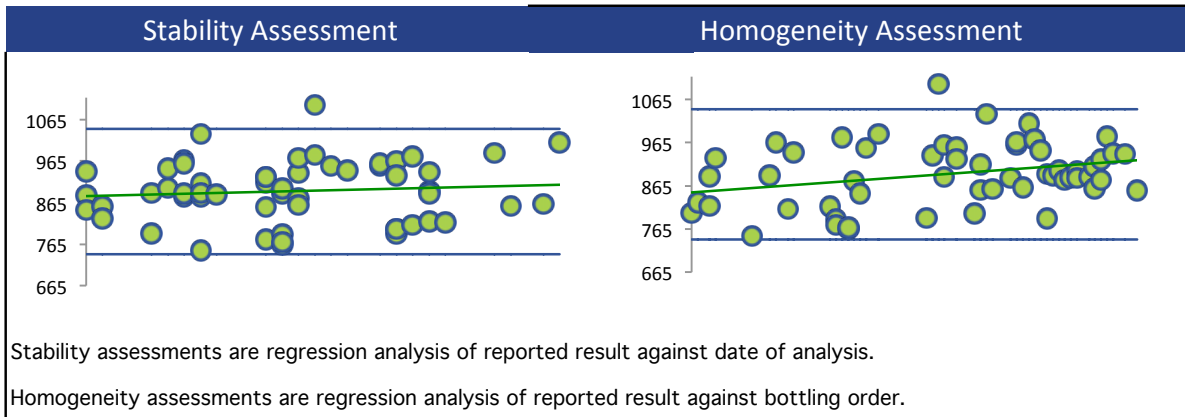 Stability Assessment
Homogeneity Assessment
1065
965
865
765
665
1065
965
865
765
665
Stability assessments are regression analysis of reported result against date of analysis.
Homogeneity assessments are regression analysis of reported result against bottling order.